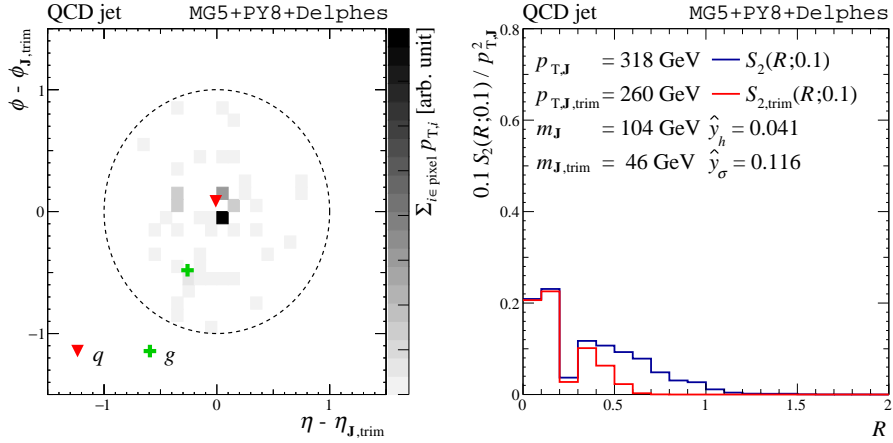 QCD jet MG5+PY8+Delphes
ϕ - ϕ_J,trim
1
0
−1
−1 0 1
η - η_J,trim
q g
Σ_i∈ pixel p_T,i [arb. unit]
QCD jet MG5+PY8+Delphes
0.1 S_2(R;0.1) / p²_T,J
0.8
0.6
0.4
0.2
0
p_T,J = 318 GeV S_2(R;0.1)
p_T,J,trim = 260 GeV S_2,trim(R;0.1)
m_J = 104 GeV ŷ_h = 0.041
m_J,trim = 46 GeV ŷ_σ = 0.116
0 0.5 1 1.5 2
R